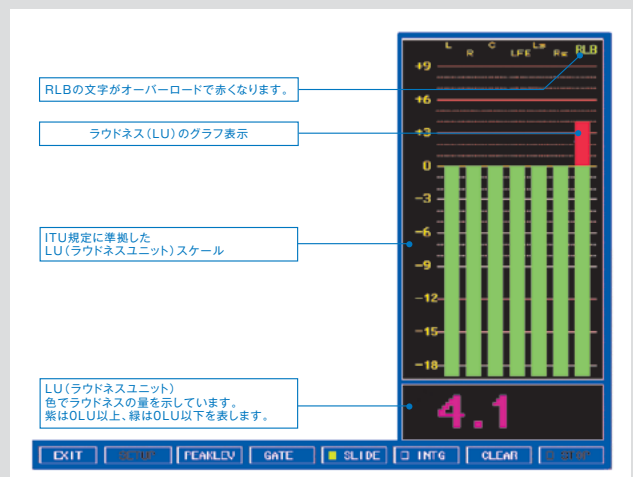 L R C LFE Ls Rs RLB
+9
RLBの文字がオーバーロードで赤くなります。
+6
ラウドネス（LU）のグラフ表示
+3
0
-3
-6
ITU規定に準拠した
LU（ラウドネスユニット）スケール
-9
-12
-15
-18
LU（ラウドネスユニット）
色でラウドネスの量を示しています。
紫は0LU以上、緑は0LU以下を表します。
4.1
EXIT SETUP PEAKLEV GATE SLIDE INTG CLEAR